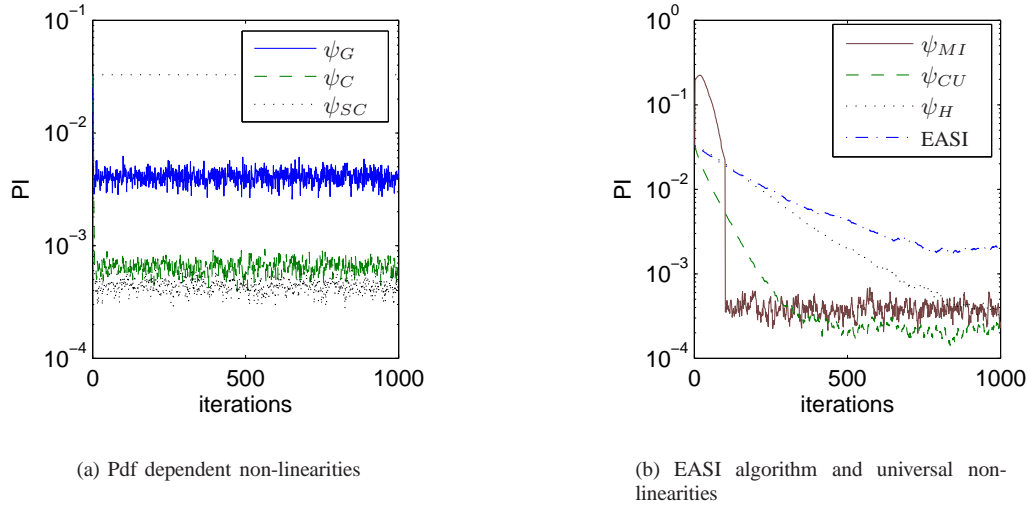 10⁻¹
10⁻²
10⁻³
10⁻⁴
PI
0
500
1000
iterations
ψ_G
ψ_C
ψ_SC
(a) Pdf dependent non-linearities
10⁰
10⁻¹
10⁻²
10⁻³
10⁻⁴
PI
0
500
1000
iterations
ψ_MI
ψ_CU
ψ_H
EASI
(b) EASI algorithm and universal non-
linearities